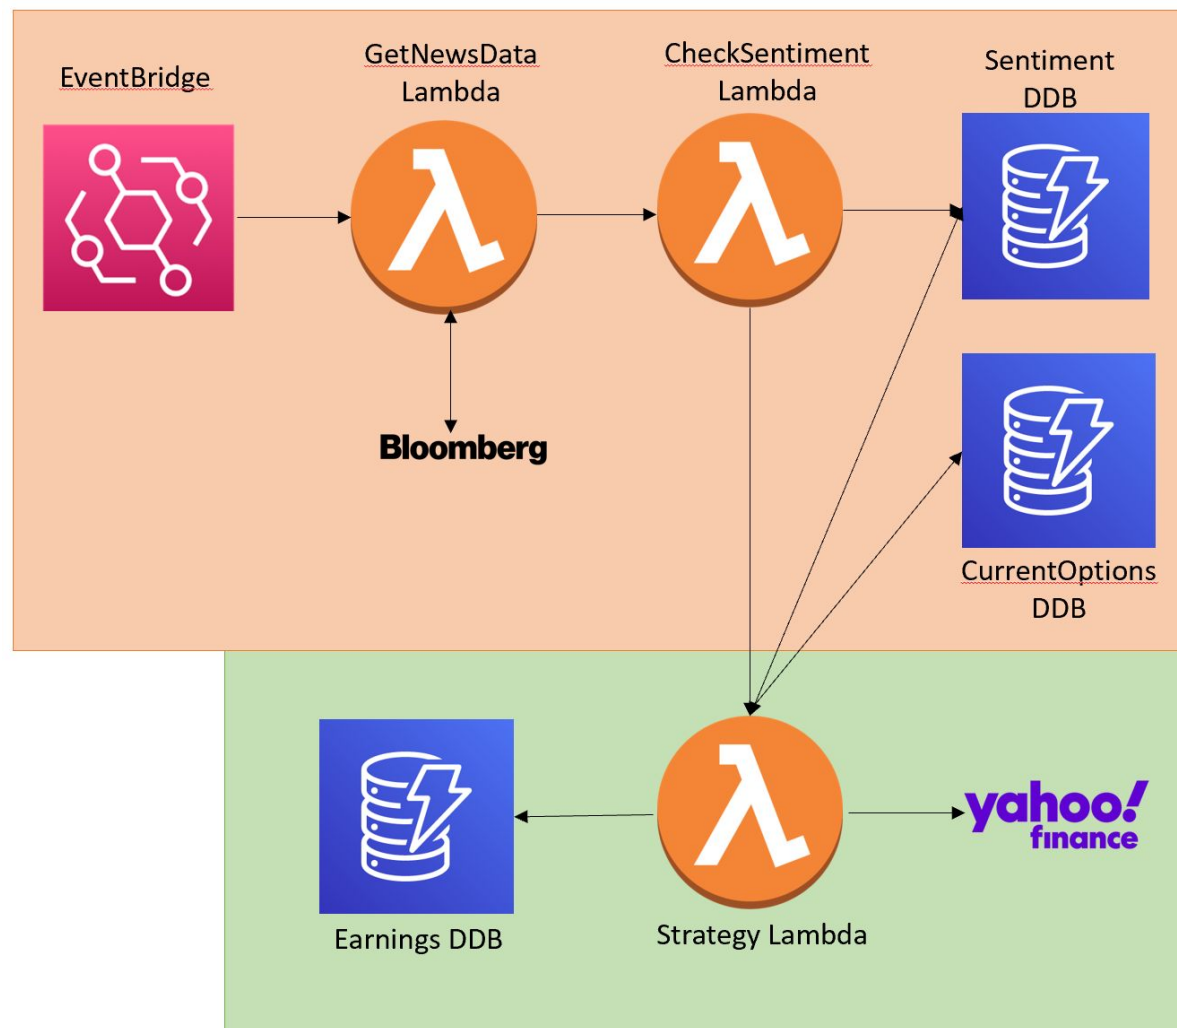 EventBridge
GetNewsData
Lambda
CheckSentiment
Lambda
Sentiment
DDB
Bloomberg
CurrentOptions
DDB
Earnings DDB
Strategy Lambda
yahoo!
finance